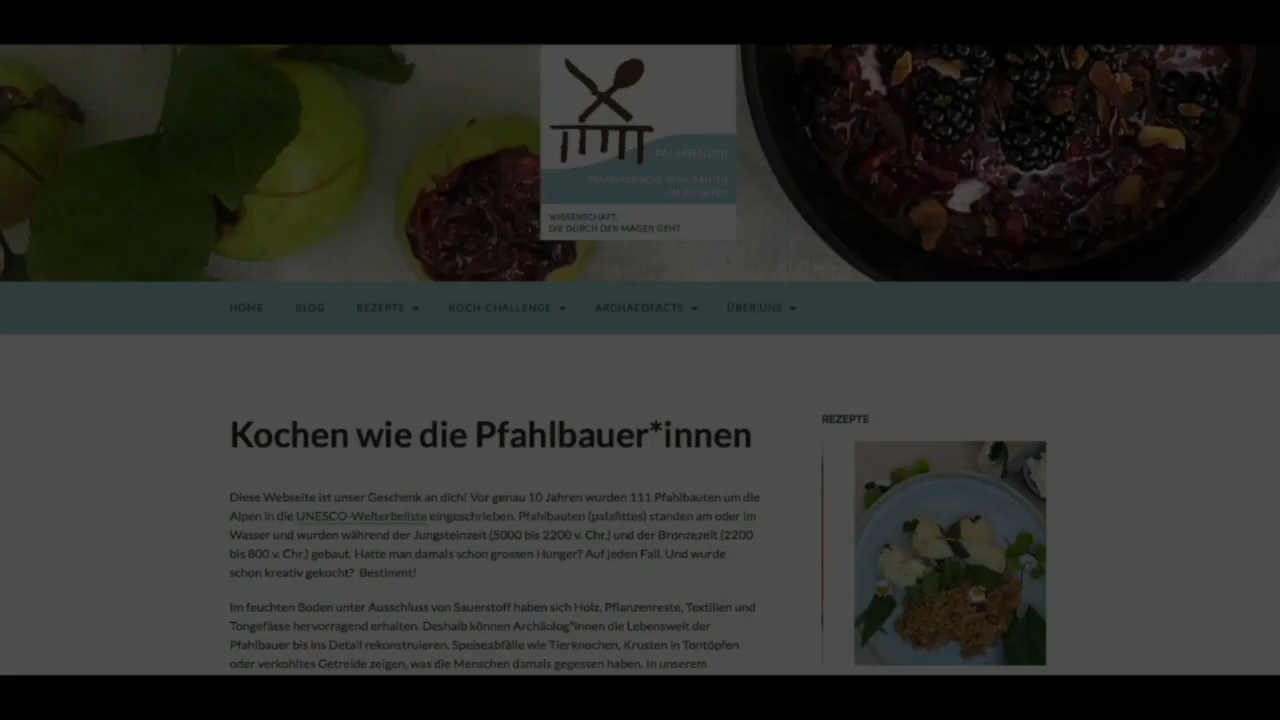 PALAFITFOOD
PRÄHISTORISCHE PFAHLBAUTEN
UM DIE ALPEN
WISSENSCHAFT,
DIE DURCH DEN MAGEN GEHT
HOME BLOG REZEPTE KOCH-CHALLENGE ARCHAEOFACTS ÜBER UNS
Kochen wie die Pfahlbauer*innen
Diese Webseite ist unser Geschenk an dich! Vor genau 10 Jahren wurden 111 Pfahlbauten um die
Alpen in die UNESCO-Welterbeliste eingeschrieben. Pfahlbauten (palafittes) standen am oder im
Wasser und wurden während der Jungsteinzeit (5000 bis 2200 v. Chr.) und der Bronzezeit (2200
bis 800 v. Chr.) gebaut. Hatte man damals schon grossen Hunger? Auf jeden Fall. Und wurde
schon kreativ gekocht? Bestimmt!
Im feuchten Boden unter Ausschluss von Sauerstoff haben sich Holz, Pflanzenreste, Textilien und
Tongefässe hervorragend erhalten. Deshalb können Archäolog*innen die Lebenswelt der
Pfahlbauer bis ins Detail rekonstruieren. Speiseabfälle wie Tierknochen, Krusten in Tontöpfen
oder verkohltes Getreide zeigen, was die Menschen damals gegessen haben. In unserem
REZEPTE